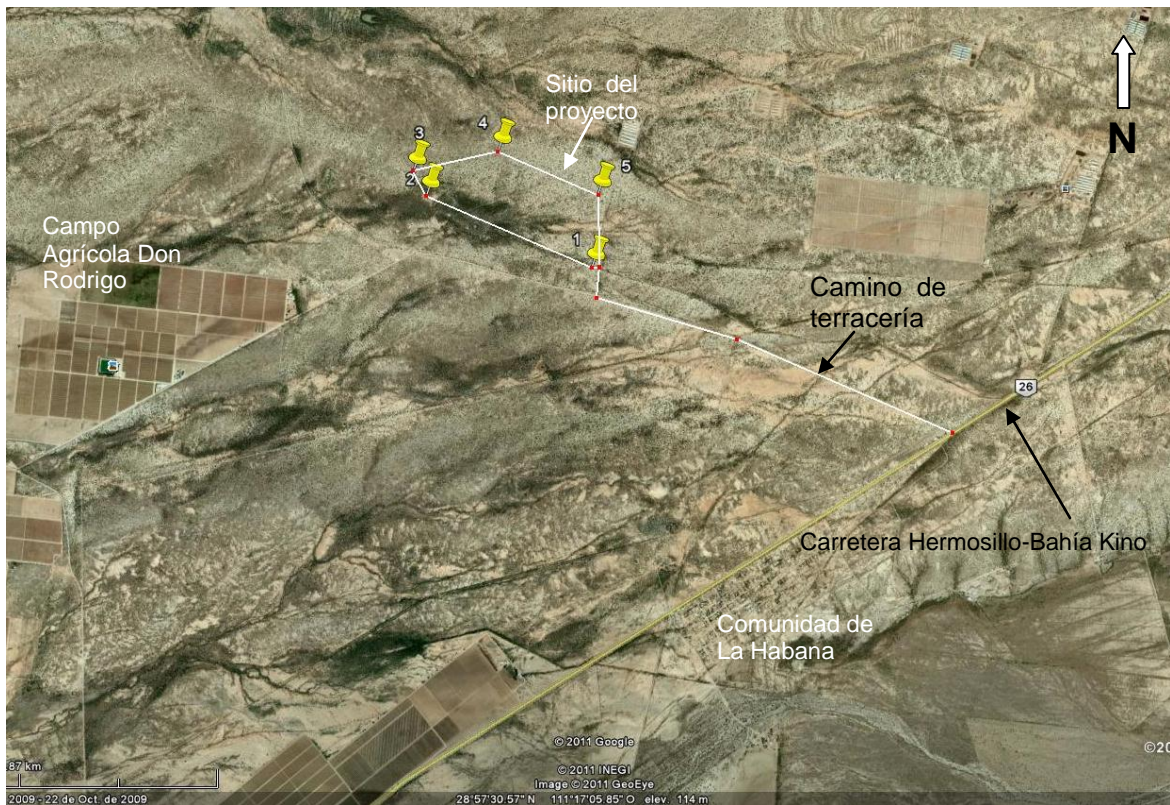 Sitio del
proyecto
N
4
3
5
2
1
Campo
Agrícola Don
Rodrigo
Camino de
terracería
26
Carretera Hermosillo-Bahía Kino
Comunidad de
La Habana
© 2011 Google
© 2011 INEGI
Image © 2011 GeoEye
©20
.87 km
2009 - 22 de Oct. de 2009
28°57'30.57" N 111°17'05.85" O elev. 114 m